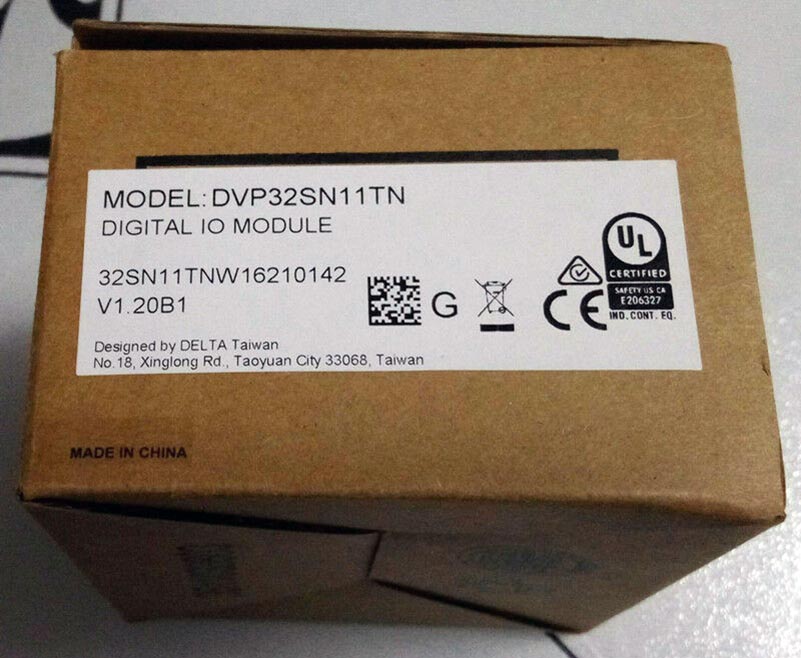 MODEL: DVP32SN11TN
DIGITAL IO MODULE
32SN11TNW16210142
V1.20B1
G
CE
UL
CERTIFIED
SAFETY US CA
E206327
IND. CONT. EQ.
Designed by DELTA Taiwan
No.18, Xinglong Rd., Taoyuan City 33068, Taiwan
MADE IN CHINA